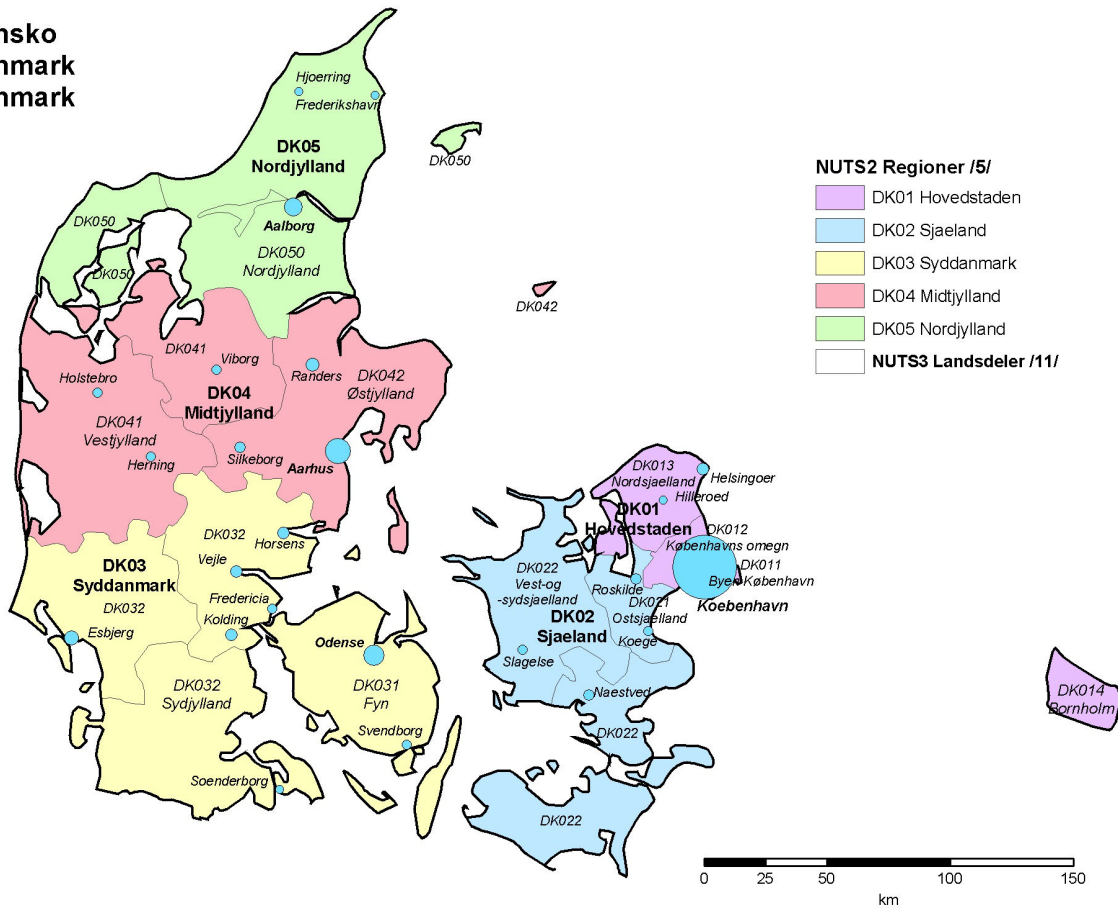 nsko
nmark
nmark
Hjoerring
Frederikshavn
DK05
Nordjylland
DK050
DK050
Aalborg
DK050
Nordjylland
DK050
DK042
NUTS2 Regioner /5/
DK01 Hovedstaden
DK02 Sjaeland
DK03 Syddanmark
DK04 Midtjylland
DK05 Nordjylland
NUTS3 Landsdeler /11/
DK041
Viborg
Holstebro
Randers
DK042
Østjylland
DK04
Midtjylland
DK041
Vestjylland
Herning
Silkeborg
Aarhus
DK013
Nordsjaelland
Helsingoer
Hilleroed
DK01
Hovedstaden
DK012
Københavns omegn
DK011
Byen København
Koebenhavn
DK032
Horsens
DK03
Syddanmark
Vejle
DK032
Fredericia
Esbjerg
Kolding
DK022
Vest-og
-sydsjaelland
Roskilde
DK021
Ostsjaelland
DK02
Sjaeland
Koege
Slagelse
Naestved
DK022
Odense
DK032
Sydjylland
DK031
Fyn
Svendborg
Soenderborg
DK014
Bornholm
DK022
0 25 50 100 150
km